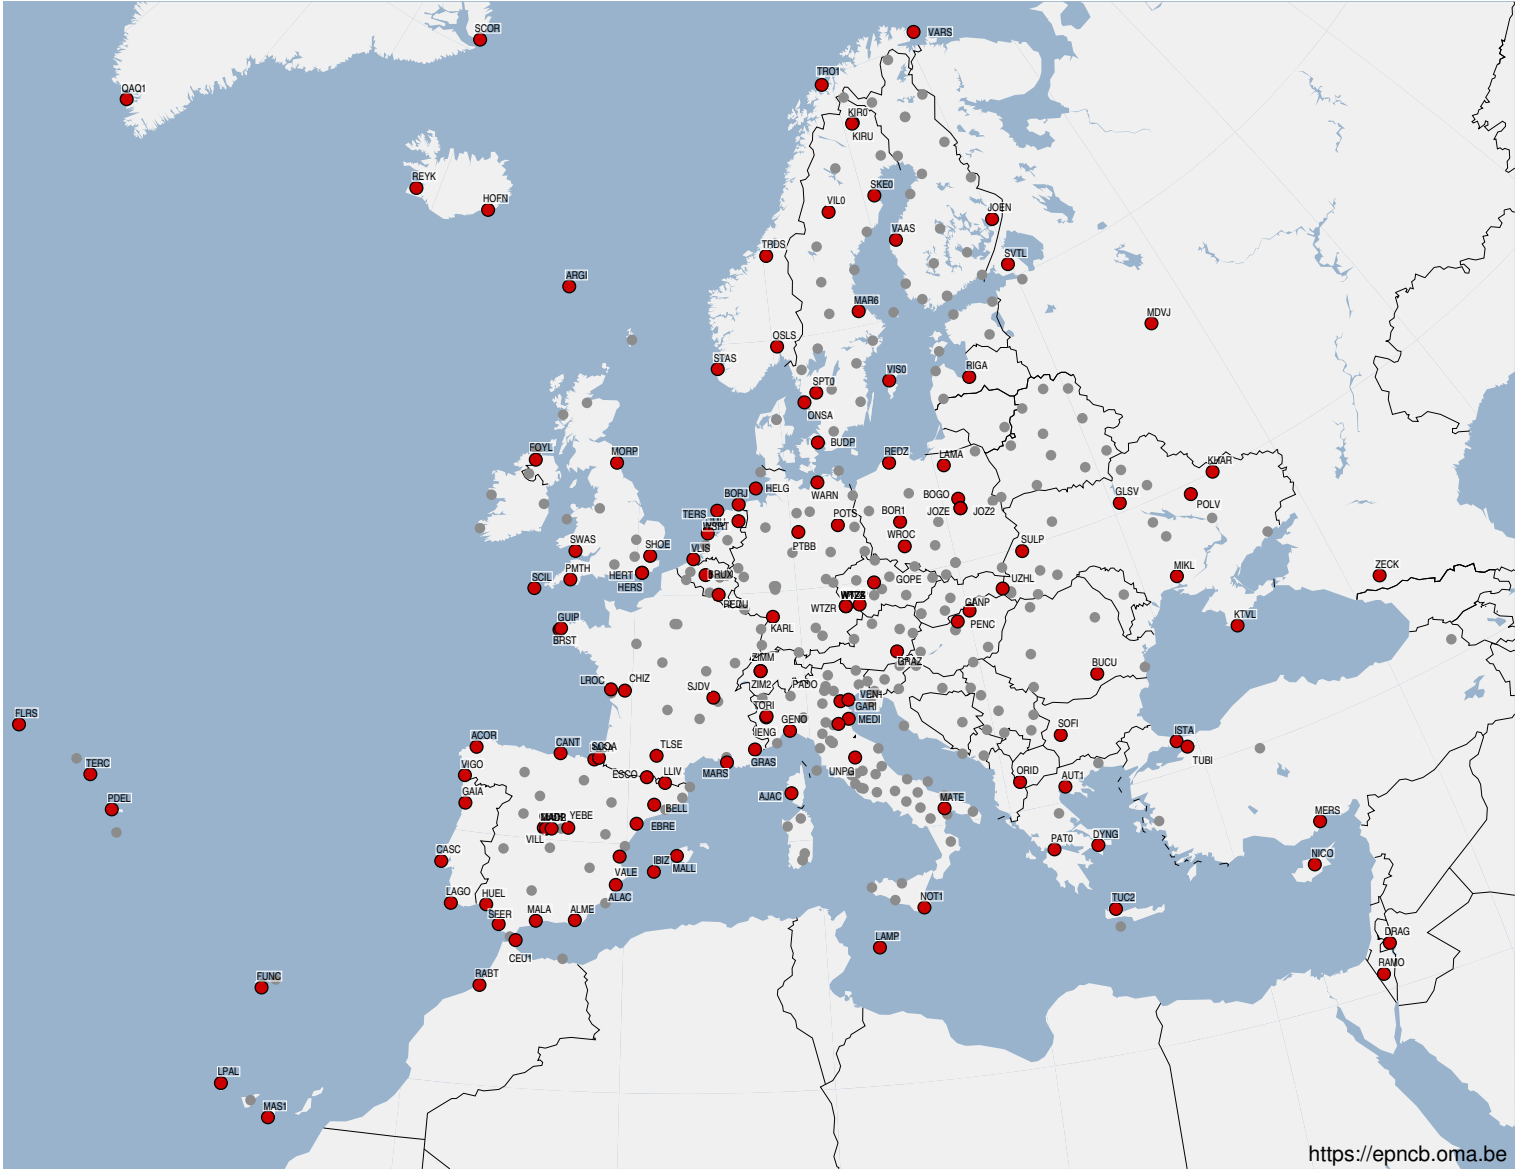 SCOR
VARS
TRO1
QAQ1
KIR0
KIRU
REYK
SKE0
HOFN
VIL0
JOEN
VAAS
TRDS
SVTL
ARGI
MAR6
MDVJ
OSLS
STAS
RIGA
VIS0
SPT0
ONSA
BUDP
FOYL
MORP
REDZ
LAMA
KHAR
HELG
BORJ
WARN
BOGO
GLSV
POLV
TERS
POTS
BOR1
JOZE
JOZ2
WSRT
PTBB
WROC
SULP
SWAS
SHOE
VLIS
PMTH
HERT
BRUX
GOPE
UZHL
MIKL
ZECK
SCIL
HERS
REDU
WTZR
GANP
GUIP
KTVL
BRST
KARL
PENC
ZIMM
GRAZ
BUCU
LROC
CHIZ
SJDV
ZIM2
PADO
VEN1
FLRS
TORI
GARI
GENO
MEDI
SOFI
ISTA
IENG
ACOR
CANT
SCOA
TLSE
GRAS
TUBI
TERC
VIGO
ESCO
LLIV
MARS
UNPG
ORID
AUT1
GAIA
PDEL
BELL
AJAC
MATE
MERS
YEBE
EBRE
VILL
PAT0
DYNG
CASC
IBIZ
MALL
NICO
VALE
LAGO
HUEL
ALAC
NOT1
TUC2
SFER
MALA
ALME
LAMP
DRAG
CEU1
RABT
RAMO
FUNC
LPAL
MAS1
https://epncb.oma.be